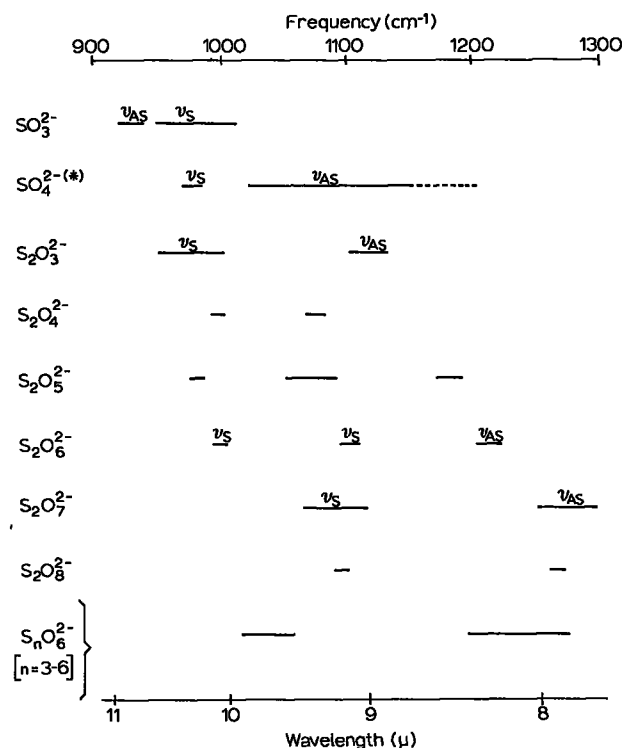 Frequency (cm⁻¹)
900 1000 1100 1200 1300
SO₃²⁻ νAS νS
SO₄²⁻(*) νS νAS
S₂O₃²⁻ νS νAS
S₂O₄²⁻
S₂O₅²⁻
S₂O₆²⁻ νS νS νAS
S₂O₇²⁻ νS νAS
S₂O₈²⁻
SₙO₆²⁻
[n=3-6]
11 10 9 8
Wavelength (μ)